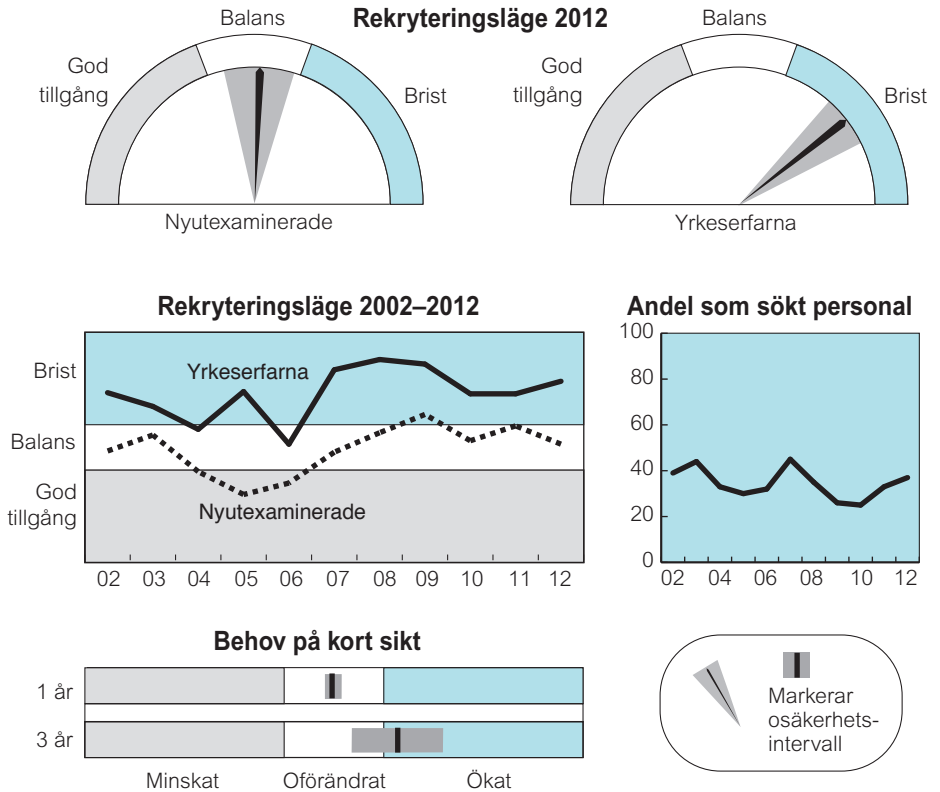 Rekryteringsläge 2012
Balans
God
tillgång
Brist
Nyutexaminerade
Balans
God
tillgång
Brist
Yrkeserfarna
Rekryteringsläge 2002–2012
Brist
Balans
God
tillgång
Yrkeserfarna
Nyutexaminerade
02 03 04 05 06 07 08 09 10 11 12
Andel som sökt personal
100
80
60
40
20
0
02 04 06 08 10 12
Behov på kort sikt
1 år
3 år
Minskat Oförändrat Ökat
Markerar
osäkerhets-
intervall